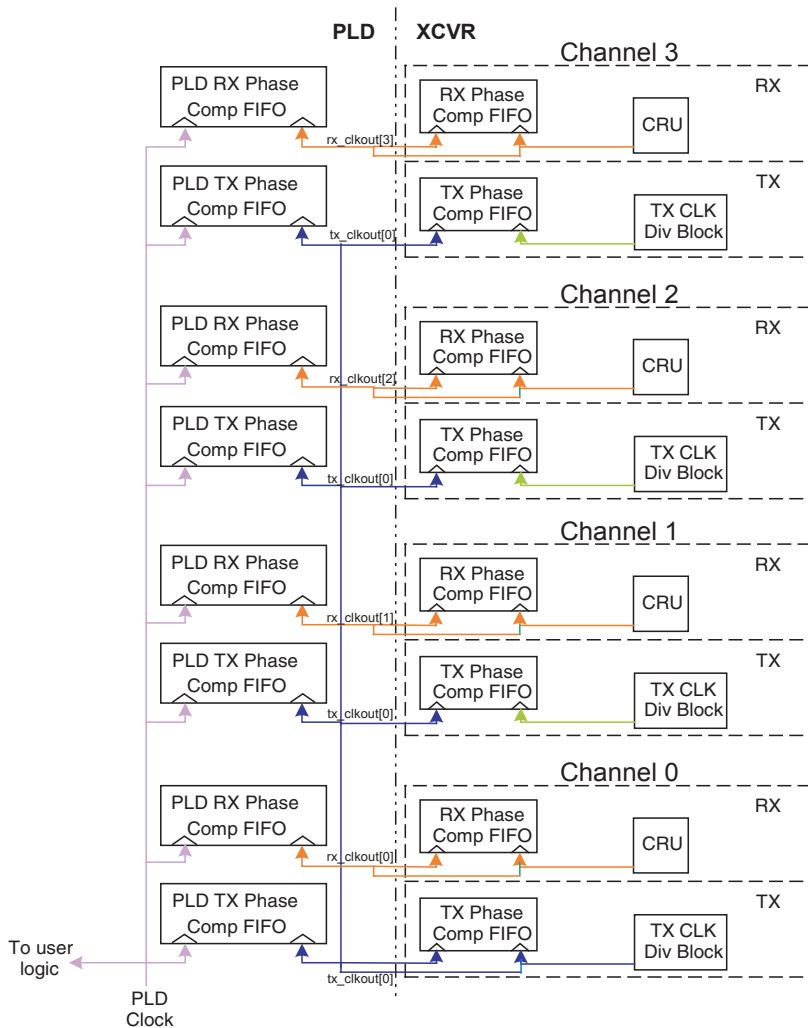 PLD XCVR
Channel 3
PLD RX Phase
Comp FIFO
rx_clkout[3]
RX Phase
Comp FIFO
CRU
RX
PLD TX Phase
Comp FIFO
tx_clkout[0]
TX Phase
Comp FIFO
TX CLK
Div Block
TX
Channel 2
PLD RX Phase
Comp FIFO
rx_clkout[2]
RX Phase
Comp FIFO
CRU
RX
PLD TX Phase
Comp FIFO
tx_clkout[0]
TX Phase
Comp FIFO
TX CLK
Div Block
TX
Channel 1
PLD RX Phase
Comp FIFO
rx_clkout[1]
RX Phase
Comp FIFO
CRU
RX
PLD TX Phase
Comp FIFO
tx_clkout[0]
TX Phase
Comp FIFO
TX CLK
Div Block
TX
Channel 0
PLD RX Phase
Comp FIFO
rx_clkout[0]
RX Phase
Comp FIFO
CRU
RX
PLD TX Phase
Comp FIFO
tx_clkout[0]
TX Phase
Comp FIFO
TX CLK
Div Block
TX
To user
logic
PLD
Clock